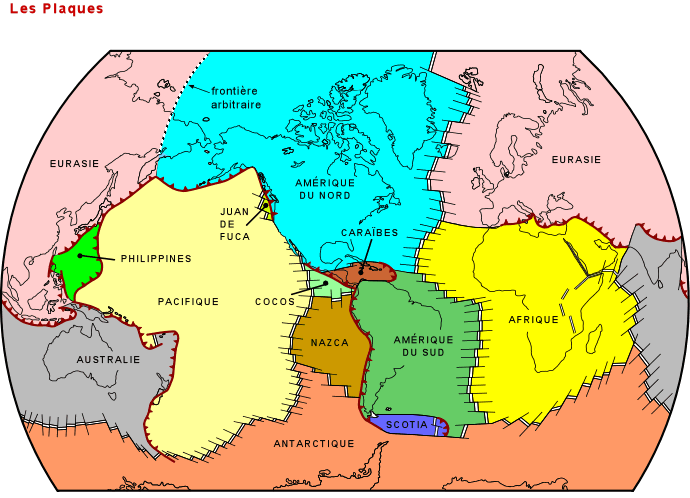 Les Plaques
frontière
arbitraire
EURASIE
EURASIE
AMÉRIQUE
DU NORD
JUAN
DE
FUCA
CARAÏBES
PHILIPPINES
PACIFIQUE
COCOS
AFRIQUE
NAZCA
AMÉRIQUE
DU SUD
AUSTRALIE
SCOTIA
ANTARCTIQUE